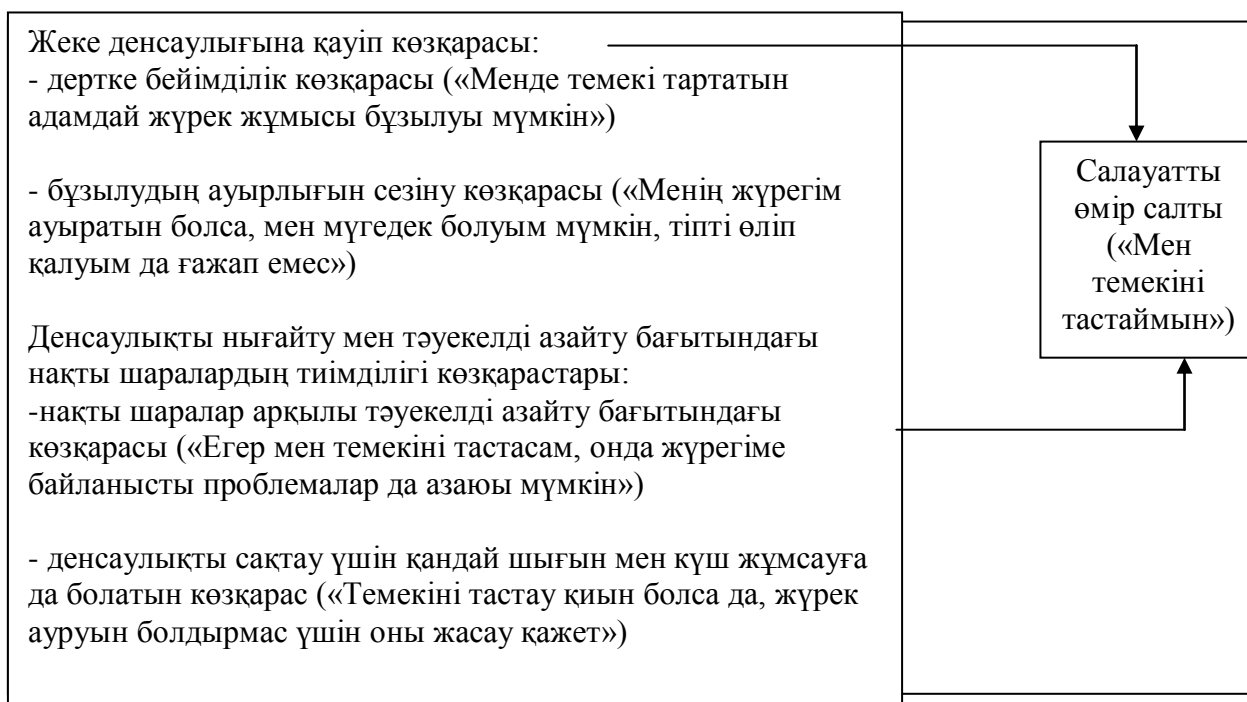 Жеке денсаулығына қауіп көзқарасы:
- дертке бейімділік көзқарасы («Менде темекі тартатын
адамдай жүрек жұмысы бұзылуы мүмкін»)
- бұзылудың ауырлығын сезіну көзқарасы («Менің жүрегім
ауыратын болса, мен мүгедек болуым мүмкін, тіпті өліп
қалуым да ғажап емес»)
Денсаулықты нығайту мен тәуекелді азайту бағытындағы
нақты шаралардың тиімділігі көзқарастары:
-нақты шаралар арқылы тәуекелді азайту бағытындағы
көзқарасы («Егер мен темекіні тастасам, онда жүрегіме
байланысты проблемалар да азаюы мүмкін»)
- денсаулықты сақтау үшін қандай шығын мен күш жұмсауға
да болатын көзқарас («Темекіні тастау қиын болса да, жүрек
ауруын болдырмас үшін оны жасау қажет»)
Салауатты
өмір салты
(«Мен
темекіні
тастаймын»)